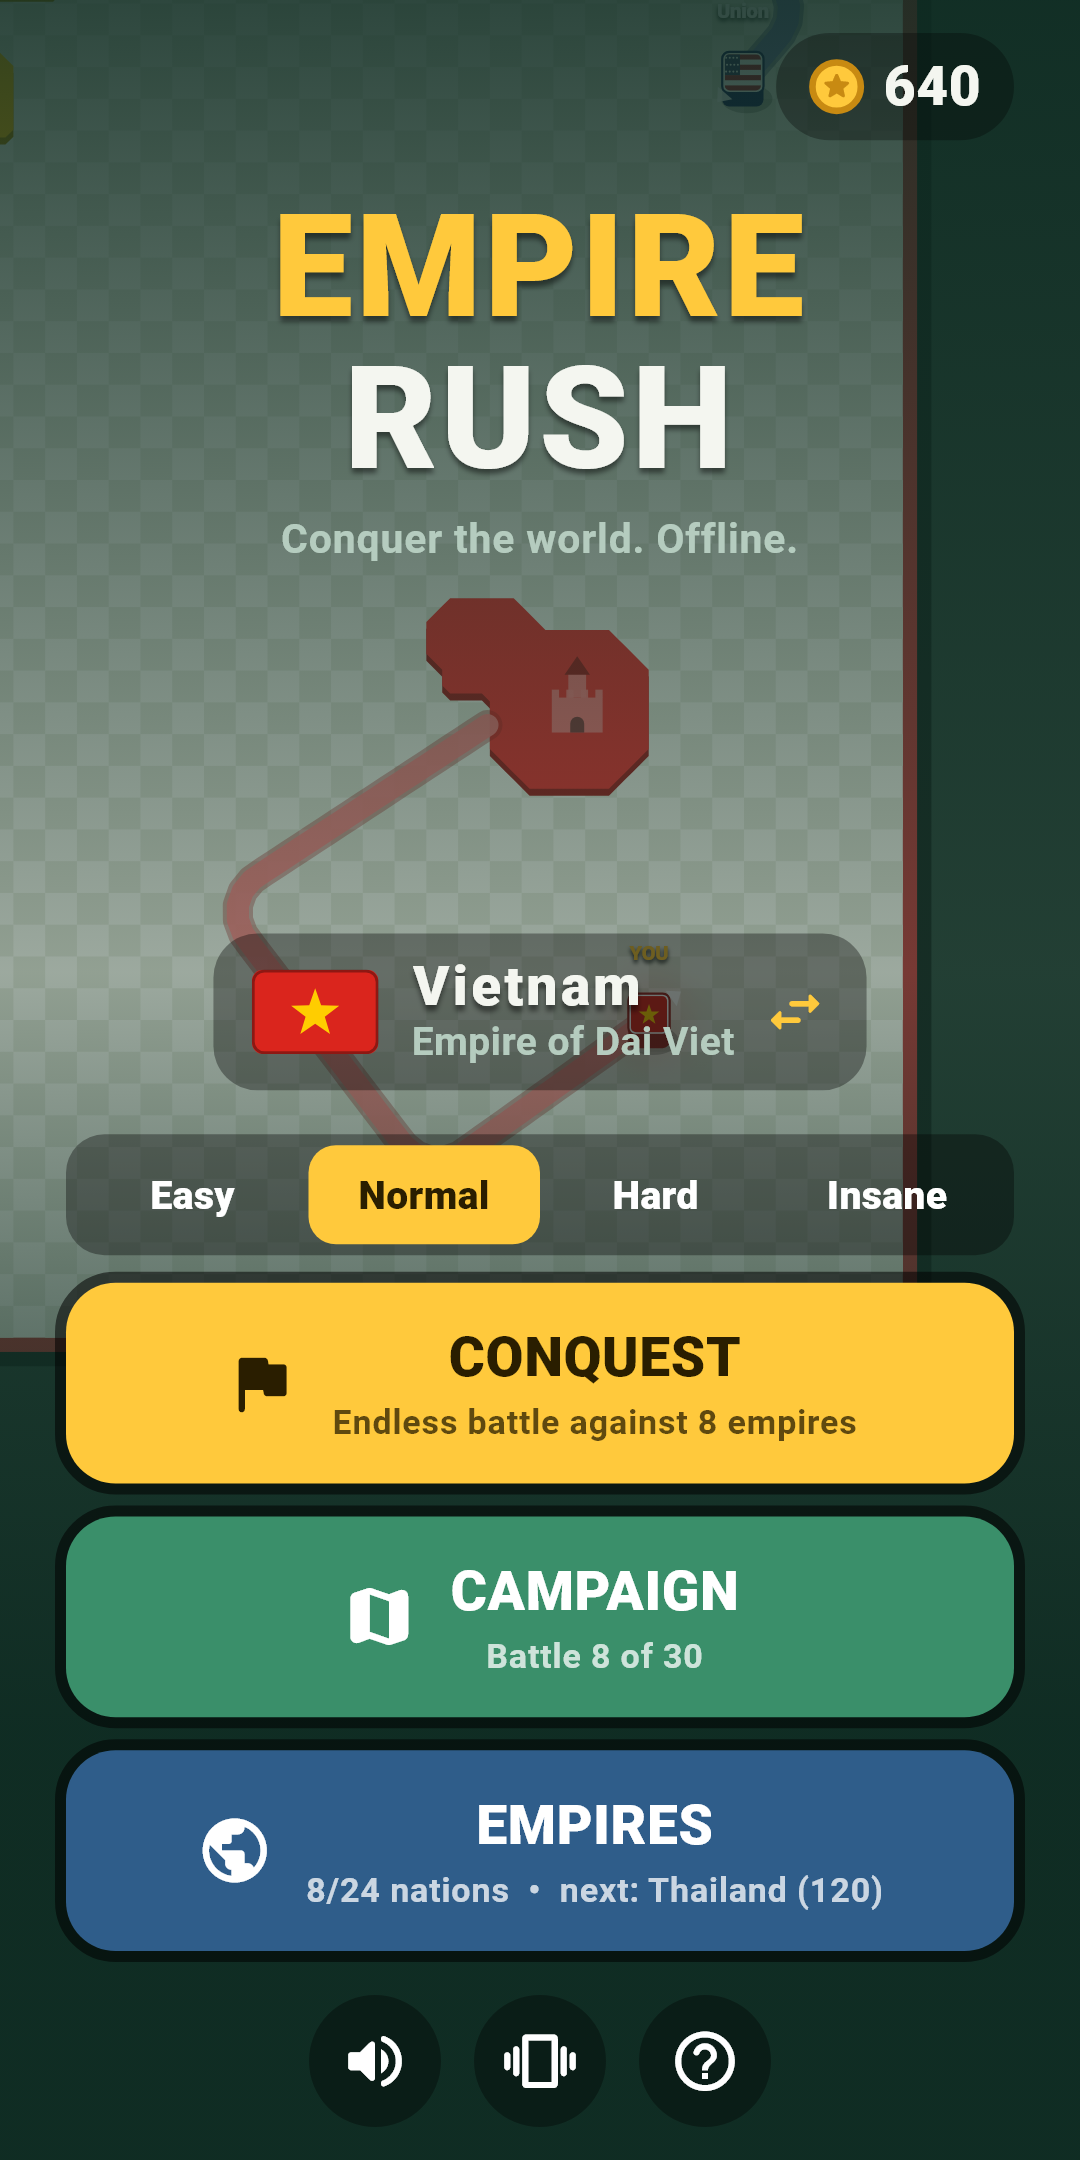 Union
640
EMPIRE
RUSH
Conquer the world. Offline.
YOU
Vietnam
Empire of Dai Viet
Easy
Normal
Hard
Insane
CONQUEST
Endless battle against 8 empires
CAMPAIGN
Battle 8 of 30
EMPIRES
8/24 nations • next: Thailand (120)